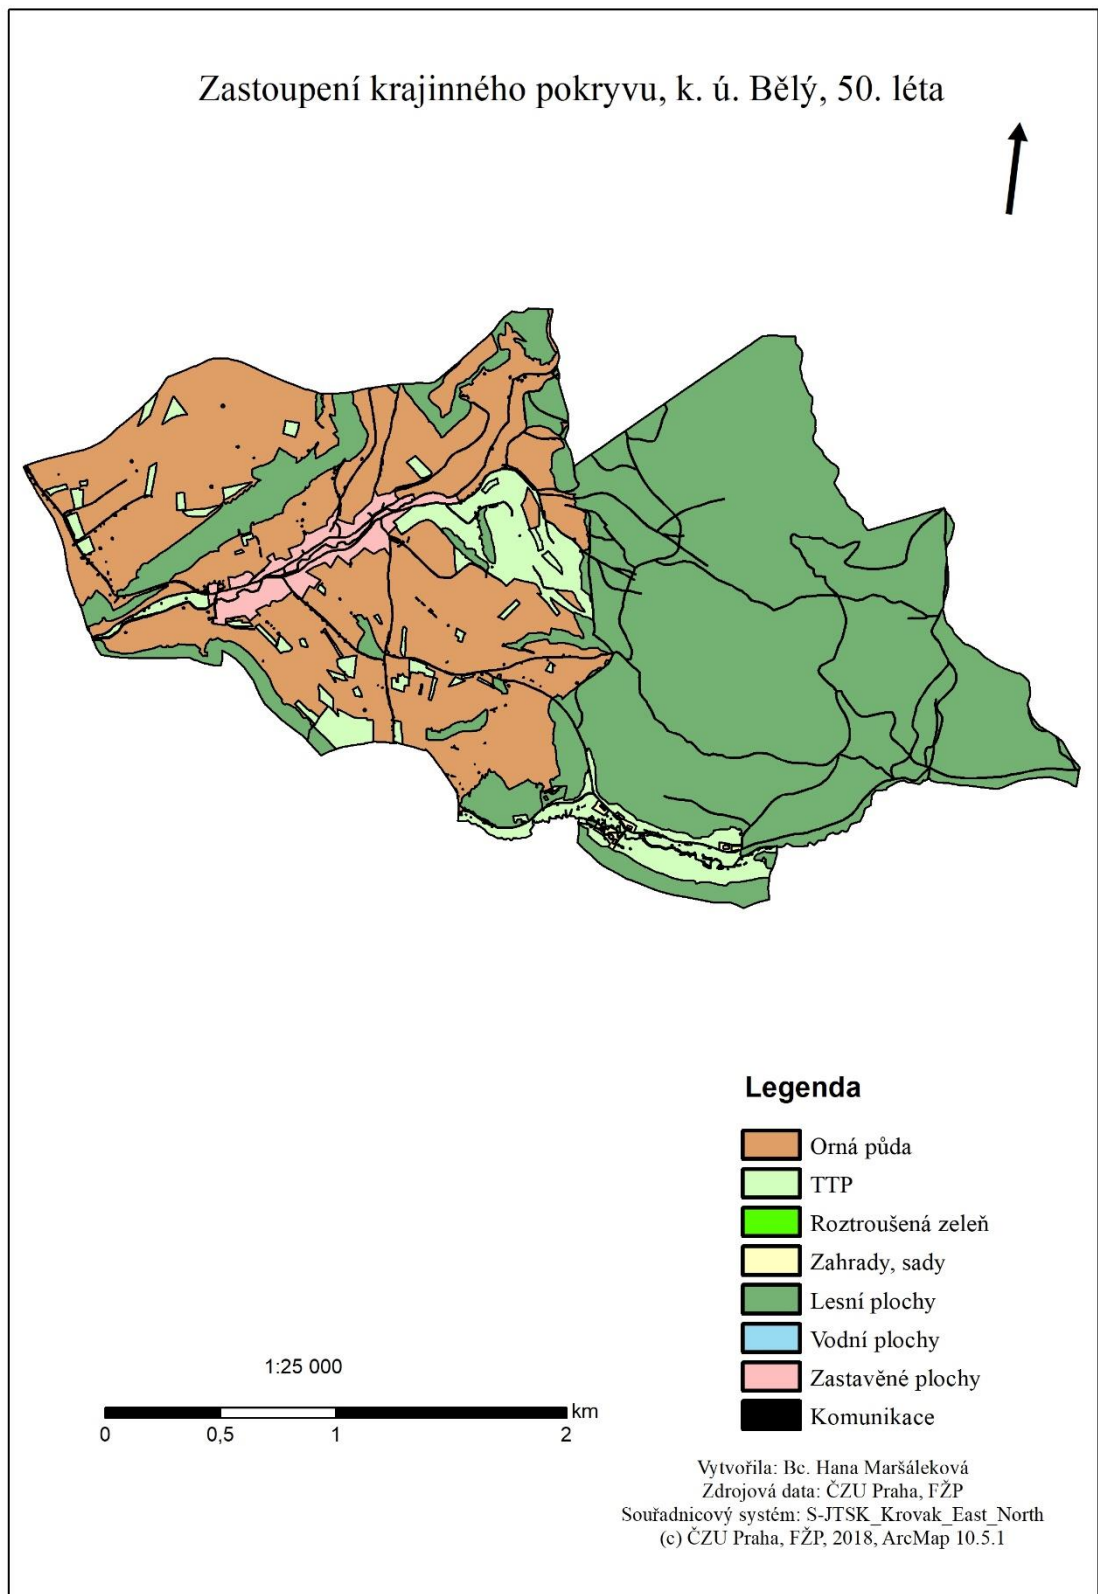 Zastoupení krajinného pokryvu, k. ú. Bělý, 50. léta
Legenda
Orná půda
TTP
Roztroušená zeleň
Zahrady, sady
Lesní plochy
Vodní plochy
Zastavěné plochy
Komunikace
1:25 000
km
0 0,5 1 2
Vytvořila: Bc. Hana Maršáleková
Zdrojová data: ČZU Praha, FŽP
Souřadnicový systém: S-JTSK_Krovak_East_North
(c) ČZU Praha, FŽP, 2018, ArcMap 10.5.1